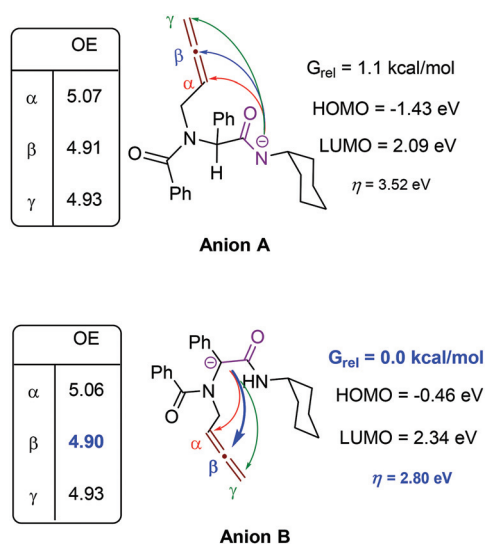 OE
α 5.07
β 4.91
γ 4.93
γ
β
α
Ph
O
N
O
N
H
Ph
G_rel = 1.1 kcal/mol
HOMO = -1.43 eV
LUMO = 2.09 eV
η = 3.52 eV
Anion A
OE
α 5.06
β 4.90
γ 4.93
Ph
O
Ph
N
HN
O
α
β
γ
G_rel = 0.0 kcal/mol
HOMO = -0.46 eV
LUMO = 2.34 eV
η = 2.80 eV
Anion B